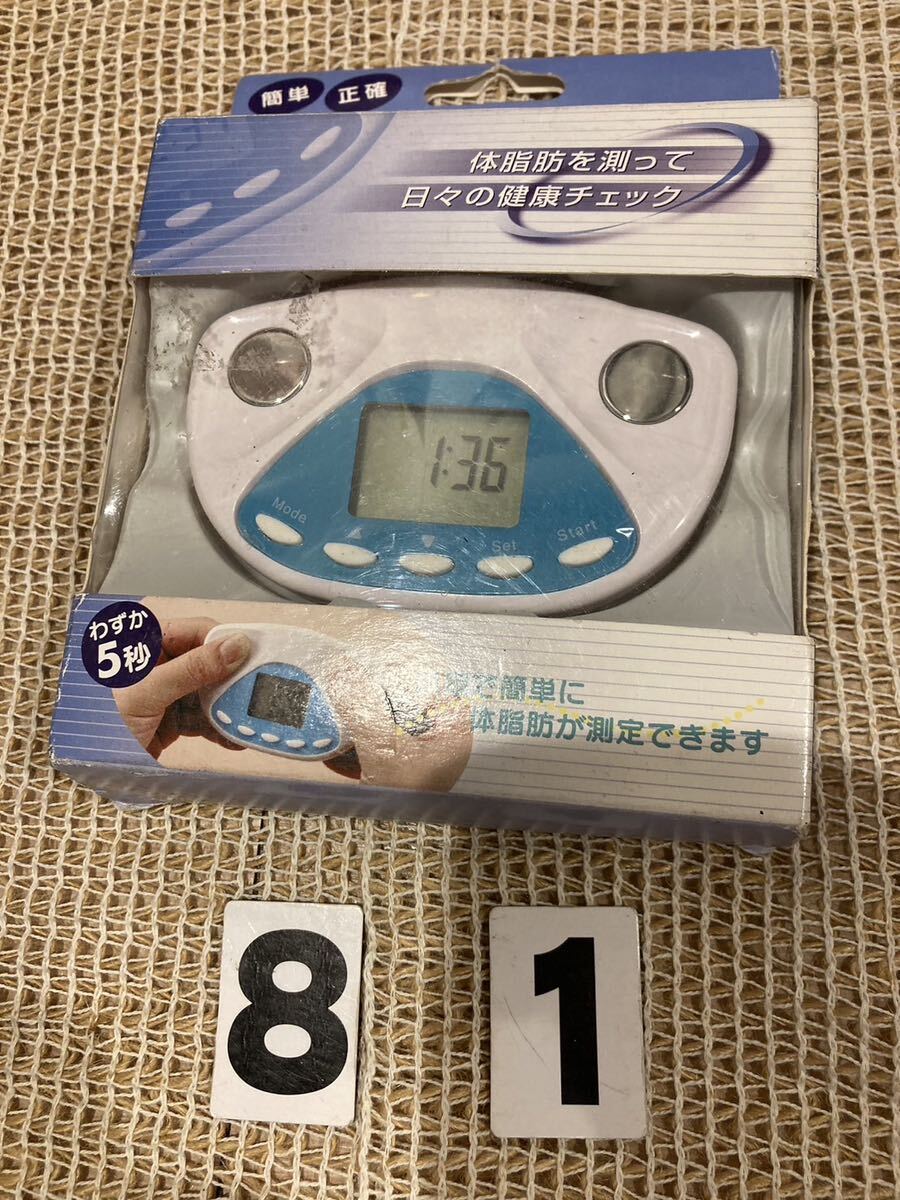 簡単 正確
体脂肪を測って
日々の健康チェック
1:36
Mode ▲ ▼ Set Start
わずか
5秒
で簡単に
体脂肪が測定できます
8 1